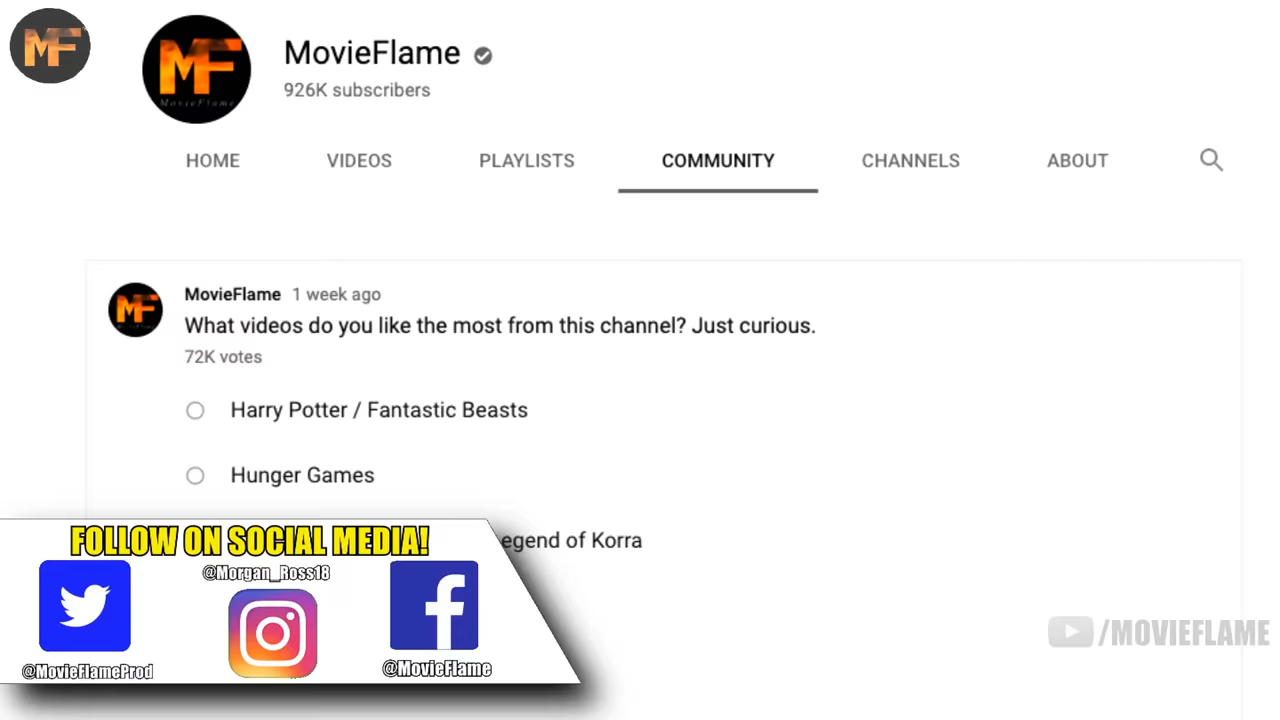 MF
MF
MovieFlame
MovieFlame
926K subscribers
HOME VIDEOS PLAYLISTS COMMUNITY CHANNELS ABOUT
MF
MovieFlame 1 week ago
What videos do you like the most from this channel? Just curious.
72K votes
Harry Potter / Fantastic Beasts
Hunger Games
egend of Korra
FOLLOW ON SOCIAL MEDIA!
@Morgan_Ross18
@MovieFlameProd
@MovieFlame
/MOVIEFLAME